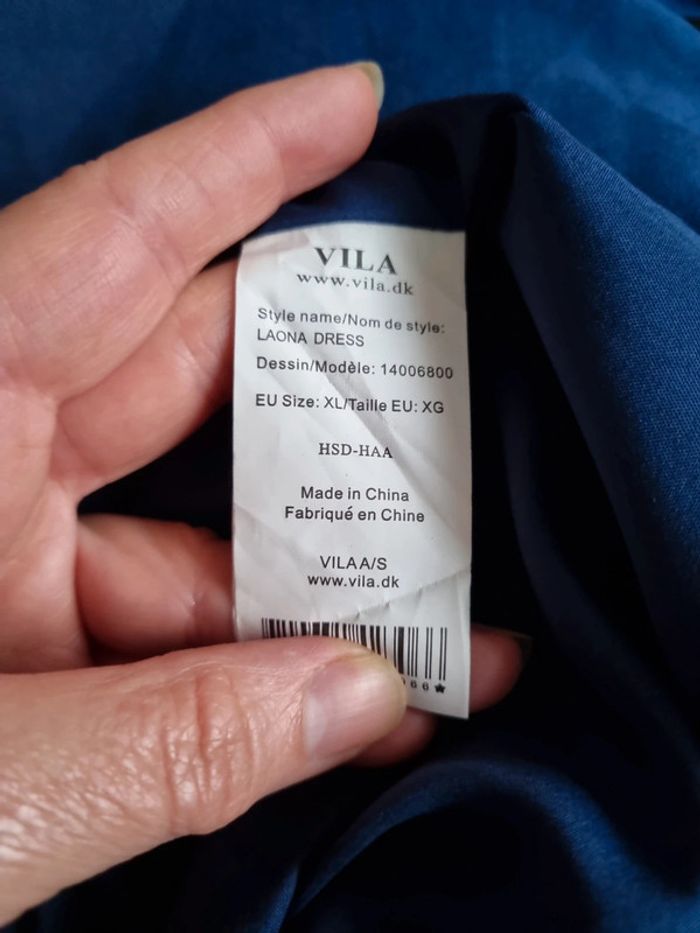 VILA
www.vila.dk
Style name/Nom de style:
LAONA DRESS
Dessin/Modèle: 14006800
EU Size: XL/Taille EU: XG
HSD-HAA
Made in China
Fabriqué en Chine
VILA A/S
www.vila.dk